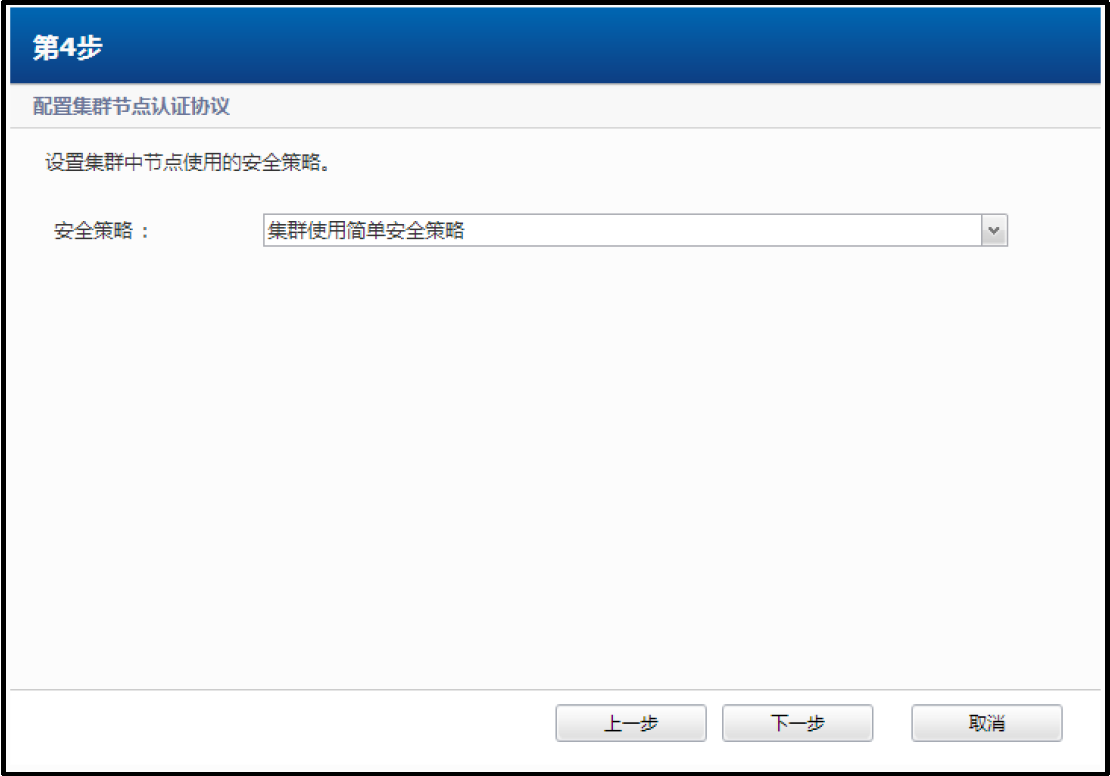 第4步
配置集群节点认证协议
设置集群中节点使用的安全策略。
安全策略： 集群使用简单安全策略
上一步 下一步 取消